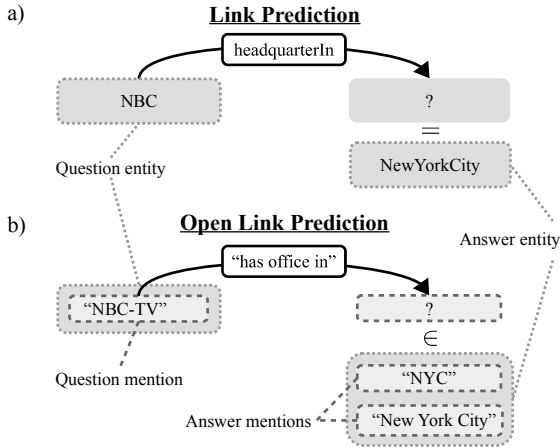 a)
Link Prediction
headquarterIn
NBC
?
=
Question entity
NewYorkCity
b)
Open Link Prediction
Answer entity
“has office in”
“NBC-TV”
?
∈
Question mention
“NYC”
Answer mentions
“New York City”